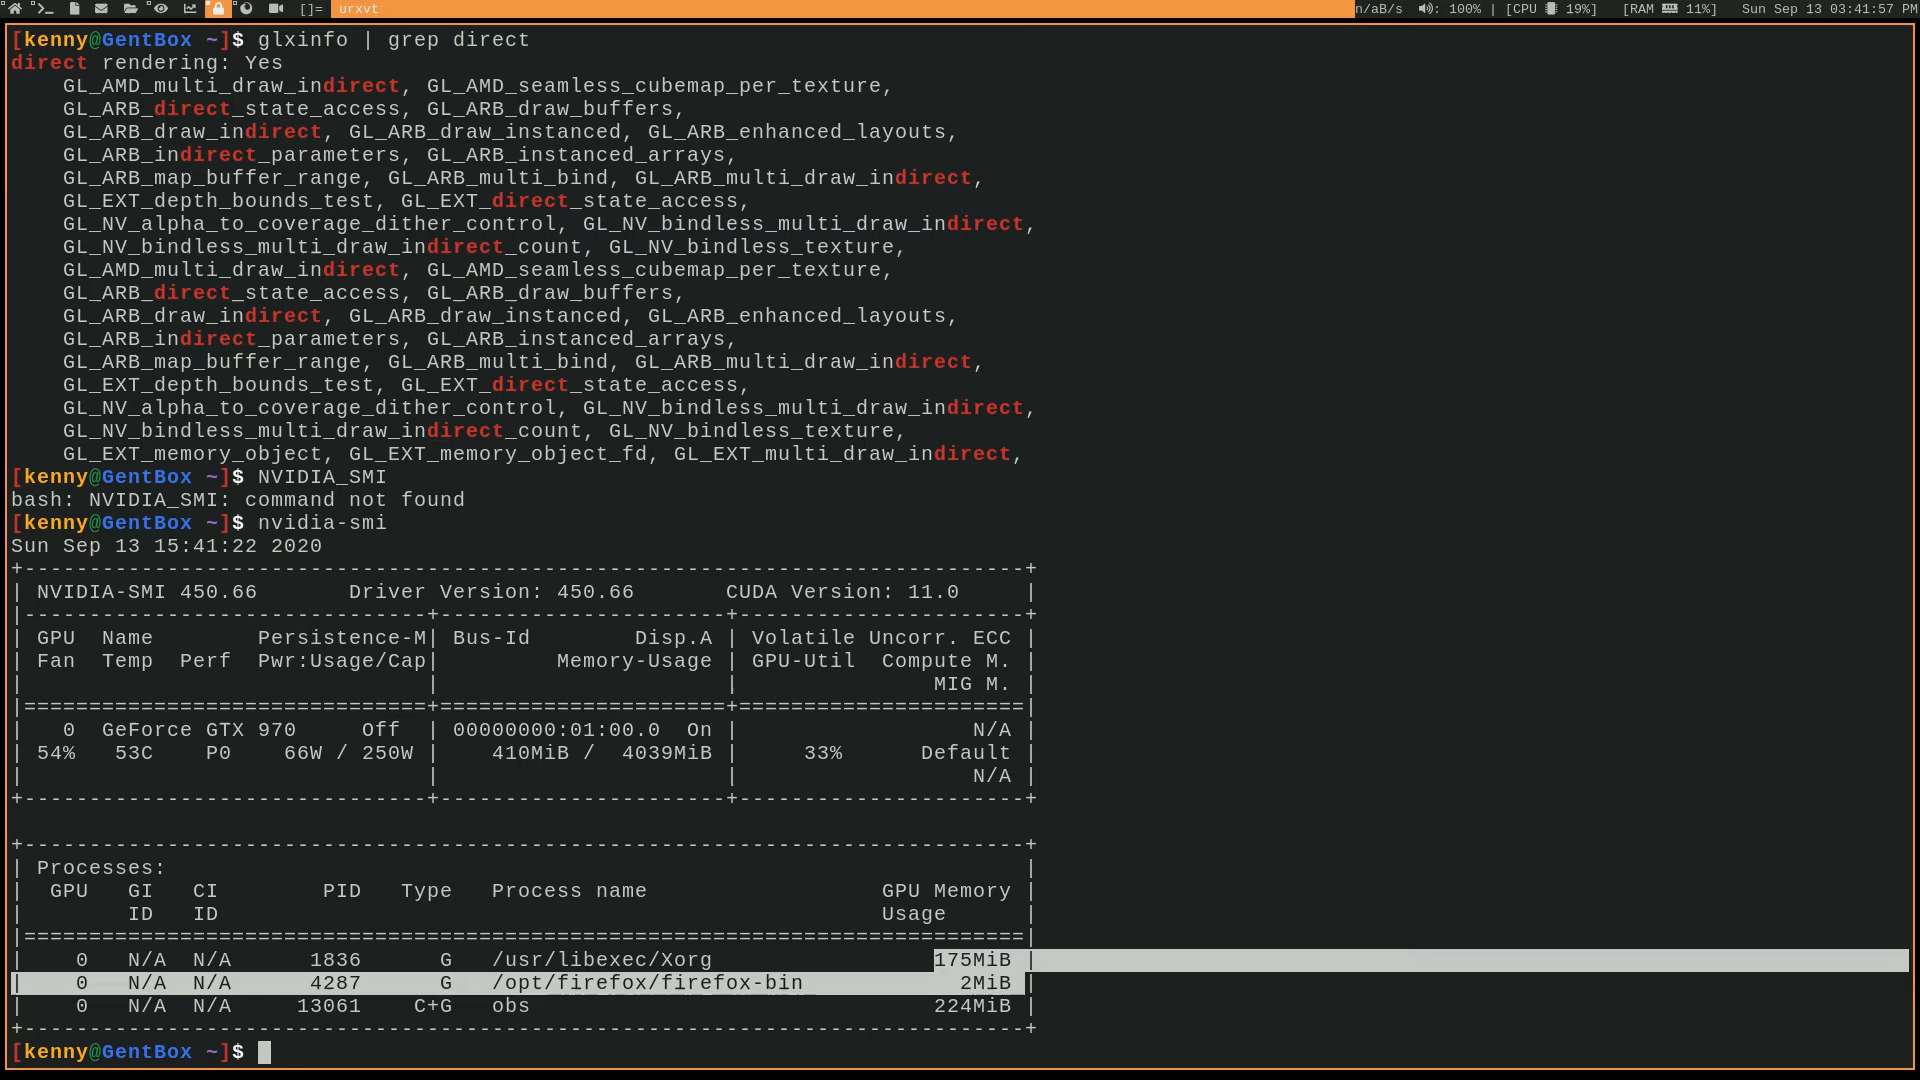 []= urxvt n/aB/s : 100% | [CPU 19%] [RAM 11%] Sun Sep 13 03:41:57 PM
[kenny@GentBox ~]$ glxinfo | grep direct
direct rendering: Yes
    GL_AMD_multi_draw_indirect, GL_AMD_seamless_cubemap_per_texture,
    GL_ARB_direct_state_access, GL_ARB_draw_buffers,
    GL_ARB_draw_indirect, GL_ARB_draw_instanced, GL_ARB_enhanced_layouts,
    GL_ARB_indirect_parameters, GL_ARB_instanced_arrays,
    GL_ARB_map_buffer_range, GL_ARB_multi_bind, GL_ARB_multi_draw_indirect,
    GL_EXT_depth_bounds_test, GL_EXT_direct_state_access,
    GL_NV_alpha_to_coverage_dither_control, GL_NV_bindless_multi_draw_indirect,
    GL_NV_bindless_multi_draw_indirect_count, GL_NV_bindless_texture,
    GL_AMD_multi_draw_indirect, GL_AMD_seamless_cubemap_per_texture,
    GL_ARB_direct_state_access, GL_ARB_draw_buffers,
    GL_ARB_draw_indirect, GL_ARB_draw_instanced, GL_ARB_enhanced_layouts,
    GL_ARB_indirect_parameters, GL_ARB_instanced_arrays,
    GL_ARB_map_buffer_range, GL_ARB_multi_bind, GL_ARB_multi_draw_indirect,
    GL_EXT_depth_bounds_test, GL_EXT_direct_state_access,
    GL_NV_alpha_to_coverage_dither_control, GL_NV_bindless_multi_draw_indirect,
    GL_NV_bindless_multi_draw_indirect_count, GL_NV_bindless_texture,
    GL_EXT_memory_object, GL_EXT_memory_object_fd, GL_EXT_multi_draw_indirect,
[kenny@GentBox ~]$ NVIDIA_SMI
bash: NVIDIA_SMI: command not found
[kenny@GentBox ~]$ nvidia-smi
Sun Sep 13 15:41:22 2020
+-----------------------------------------------------------------------------+
| NVIDIA-SMI 450.66       Driver Version: 450.66       CUDA Version: 11.0     |
|-------------------------------+----------------------+----------------------+
| GPU  Name        Persistence-M| Bus-Id        Disp.A | Volatile Uncorr. ECC |
| Fan  Temp  Perf  Pwr:Usage/Cap|         Memory-Usage | GPU-Util  Compute M. |
|                               |                      |               MIG M. |
|===============================+======================+======================|
|   0  GeForce GTX 970     Off  | 00000000:01:00.0  On |                  N/A |
| 54%   53C    P0    66W / 250W |    410MiB /  4039MiB |     33%      Default |
|                               |                      |                  N/A |
+-------------------------------+----------------------+----------------------+
+-----------------------------------------------------------------------------+
| Processes:                                                                  |
|  GPU   GI   CI        PID   Type   Process name                  GPU Memory |
|        ID   ID                                                   Usage      |
|=============================================================================|
|    0   N/A  N/A      1836      G   /usr/libexec/Xorg                 175MiB |
|    0   N/A  N/A      4287      G   /opt/firefox/firefox-bin            2MiB |
|    0   N/A  N/A     13061    C+G   obs                               224MiB |
+-----------------------------------------------------------------------------+
[kenny@GentBox ~]$